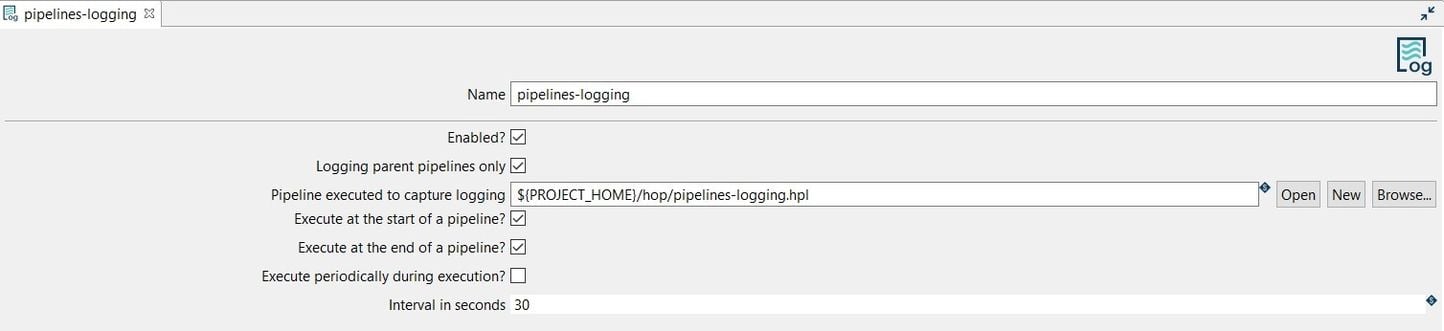 Log pipelines-logging
Log
Name pipelines-logging
Enabled?
Logging parent pipelines only
Pipeline executed to capture logging ${PROJECT_HOME}/hop/pipelines-logging.hpl Open New Browse...
Execute at the start of a pipeline?
Execute at the end of a pipeline?
Execute periodically during execution?
Interval in seconds 30